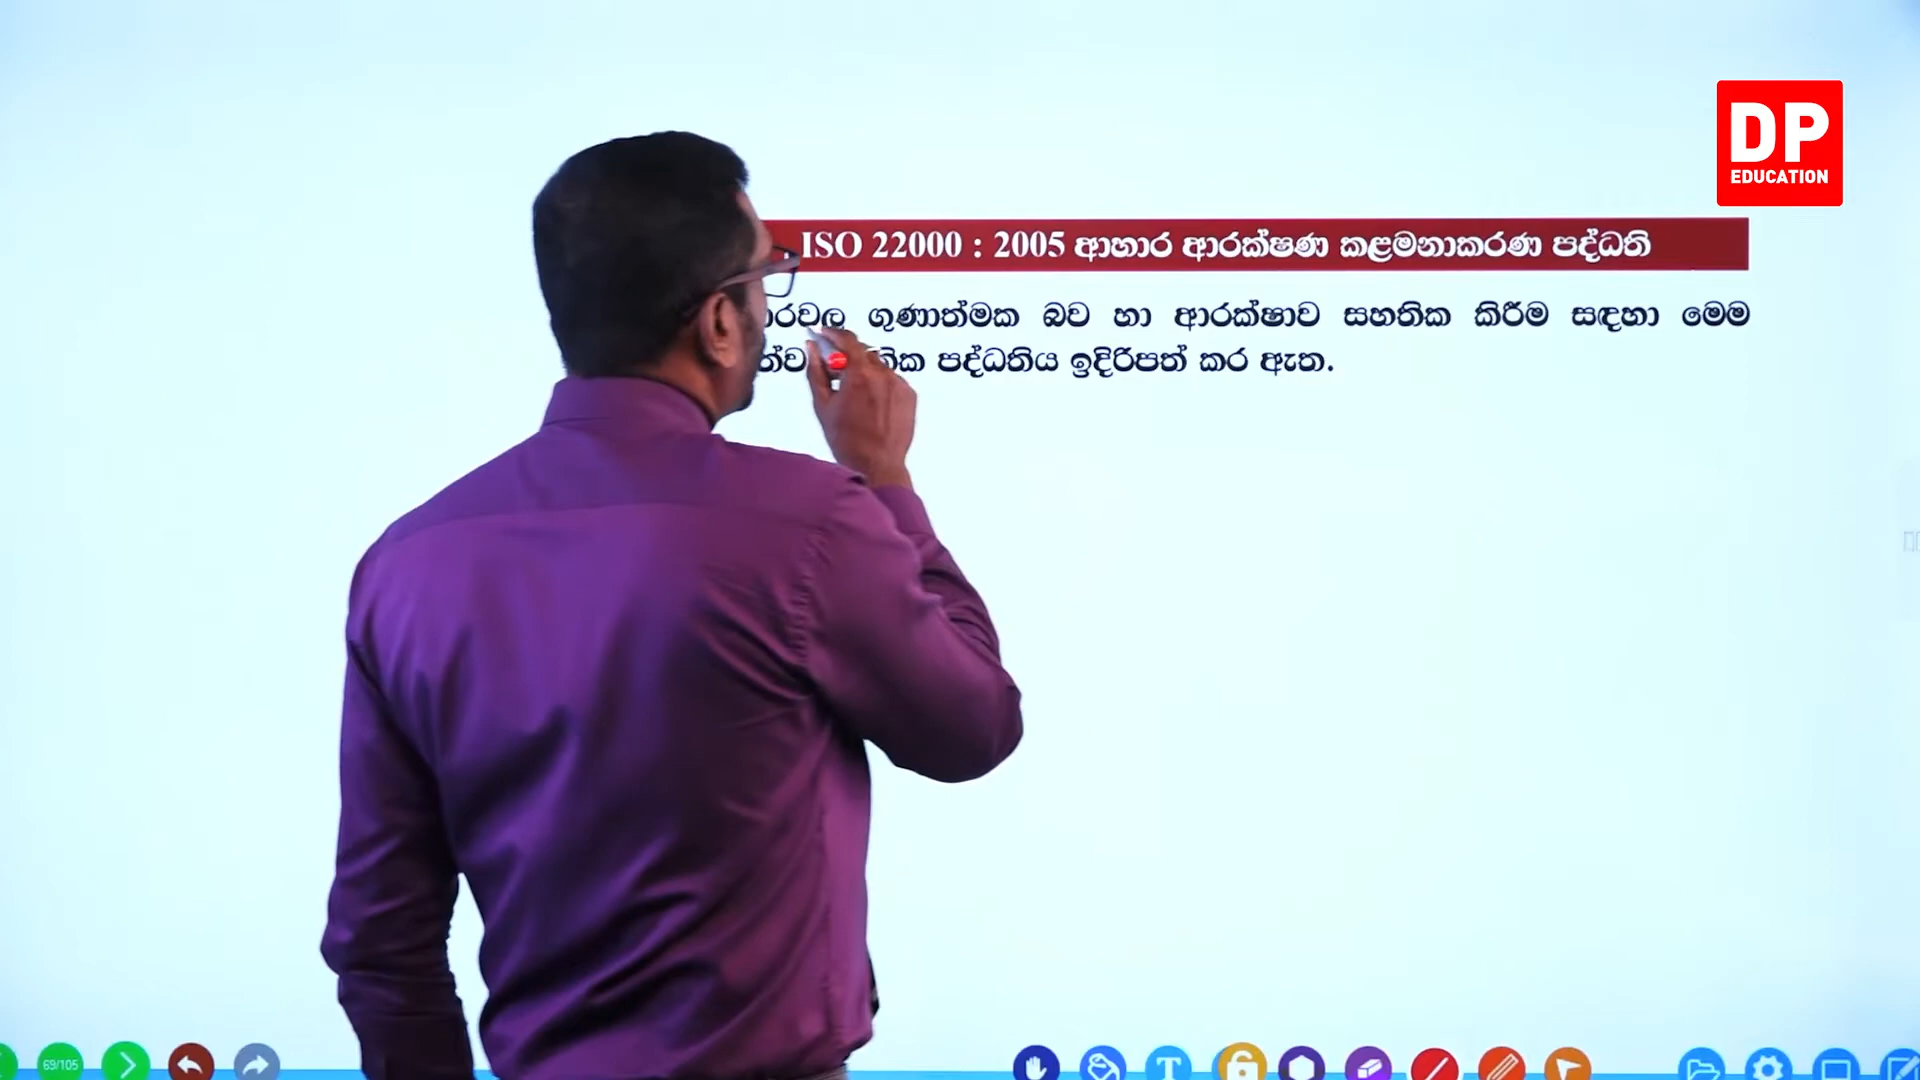 DP
EDUCATION
ISO 22000 : 2005 ආහාර ආරක්ෂණ කළමනාකරණ පද්ධති
ගුණාත්මක බව හා ආරක්ෂාව සහතික කිරීම සඳහා මෙම
පද්ධතිය ඉදිරිපත් කර ඇත.
69/105